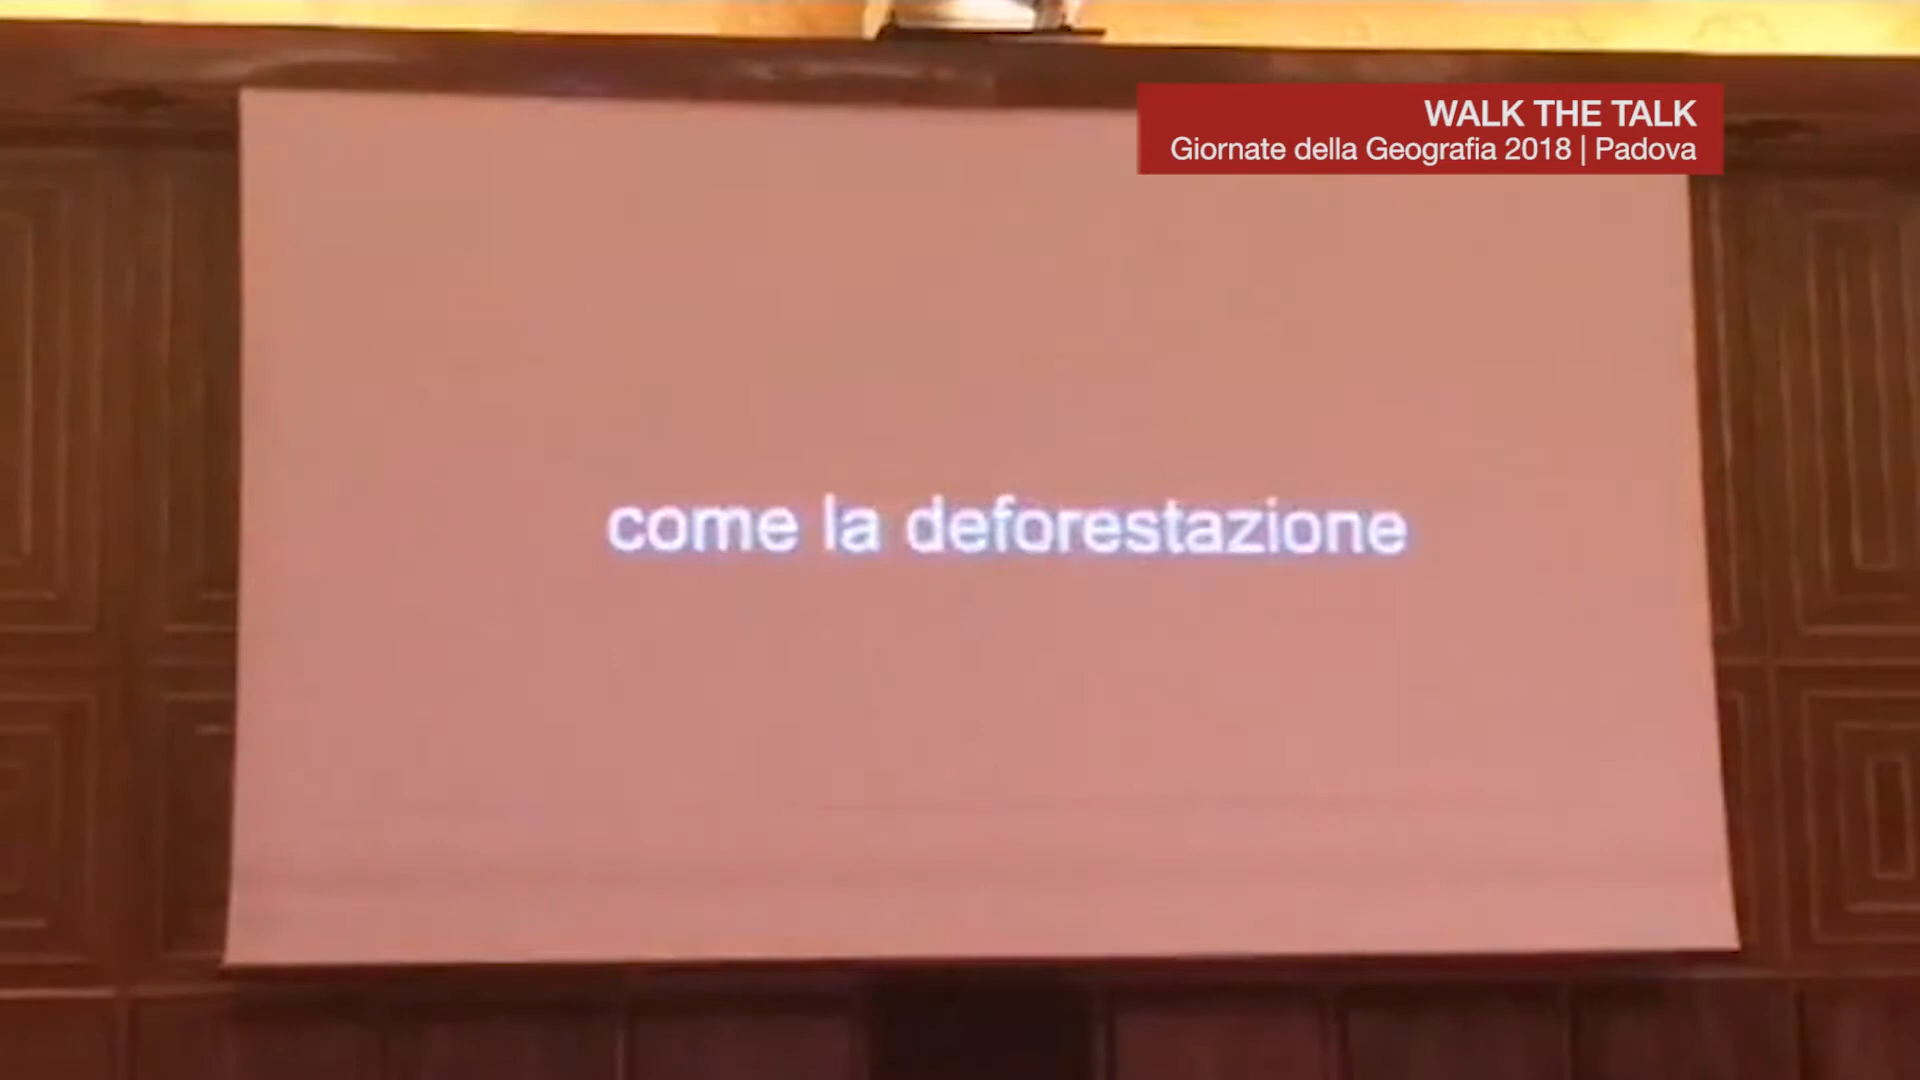 WALK THE TALK
Giornate della Geografia 2018 | Padova
come la deforestazione